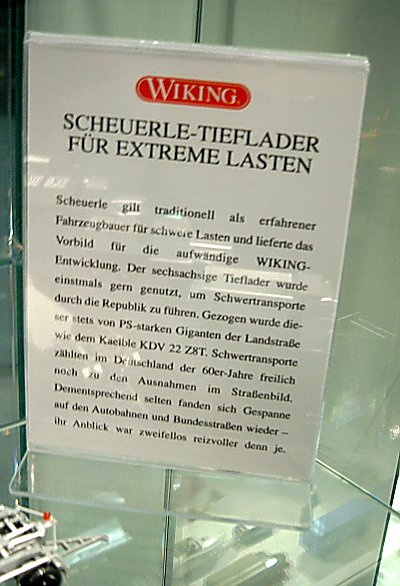 WIKING
SCHEUERLE-TIEFLADER
FÜR EXTREME LASTEN
Scheuerle gilt traditionell als erfahrener
Fahrzeugbauer für schwere Lasten und lieferte das
Vorbild für die aufwändige WIKING-
Entwicklung. Der sechsachsige Tieflader wurde
einstmals gern genutzt, um Schwertransporte
durch die Republik zu führen. Gezogen wurde die-
ser stets von PS-starken Giganten der Landstraße
wie dem Kaelble KDV 22 Z8T. Schwertransporte
zählten im Deutschland der 60er-Jahre freilich
noch zu den Ausnahmen im Straßenbild.
Dementsprechend selten fanden sich Gespanne
auf den Autobahnen und Bundesstraßen wieder –
ihr Anblick war zweifellos reizvoller denn je.